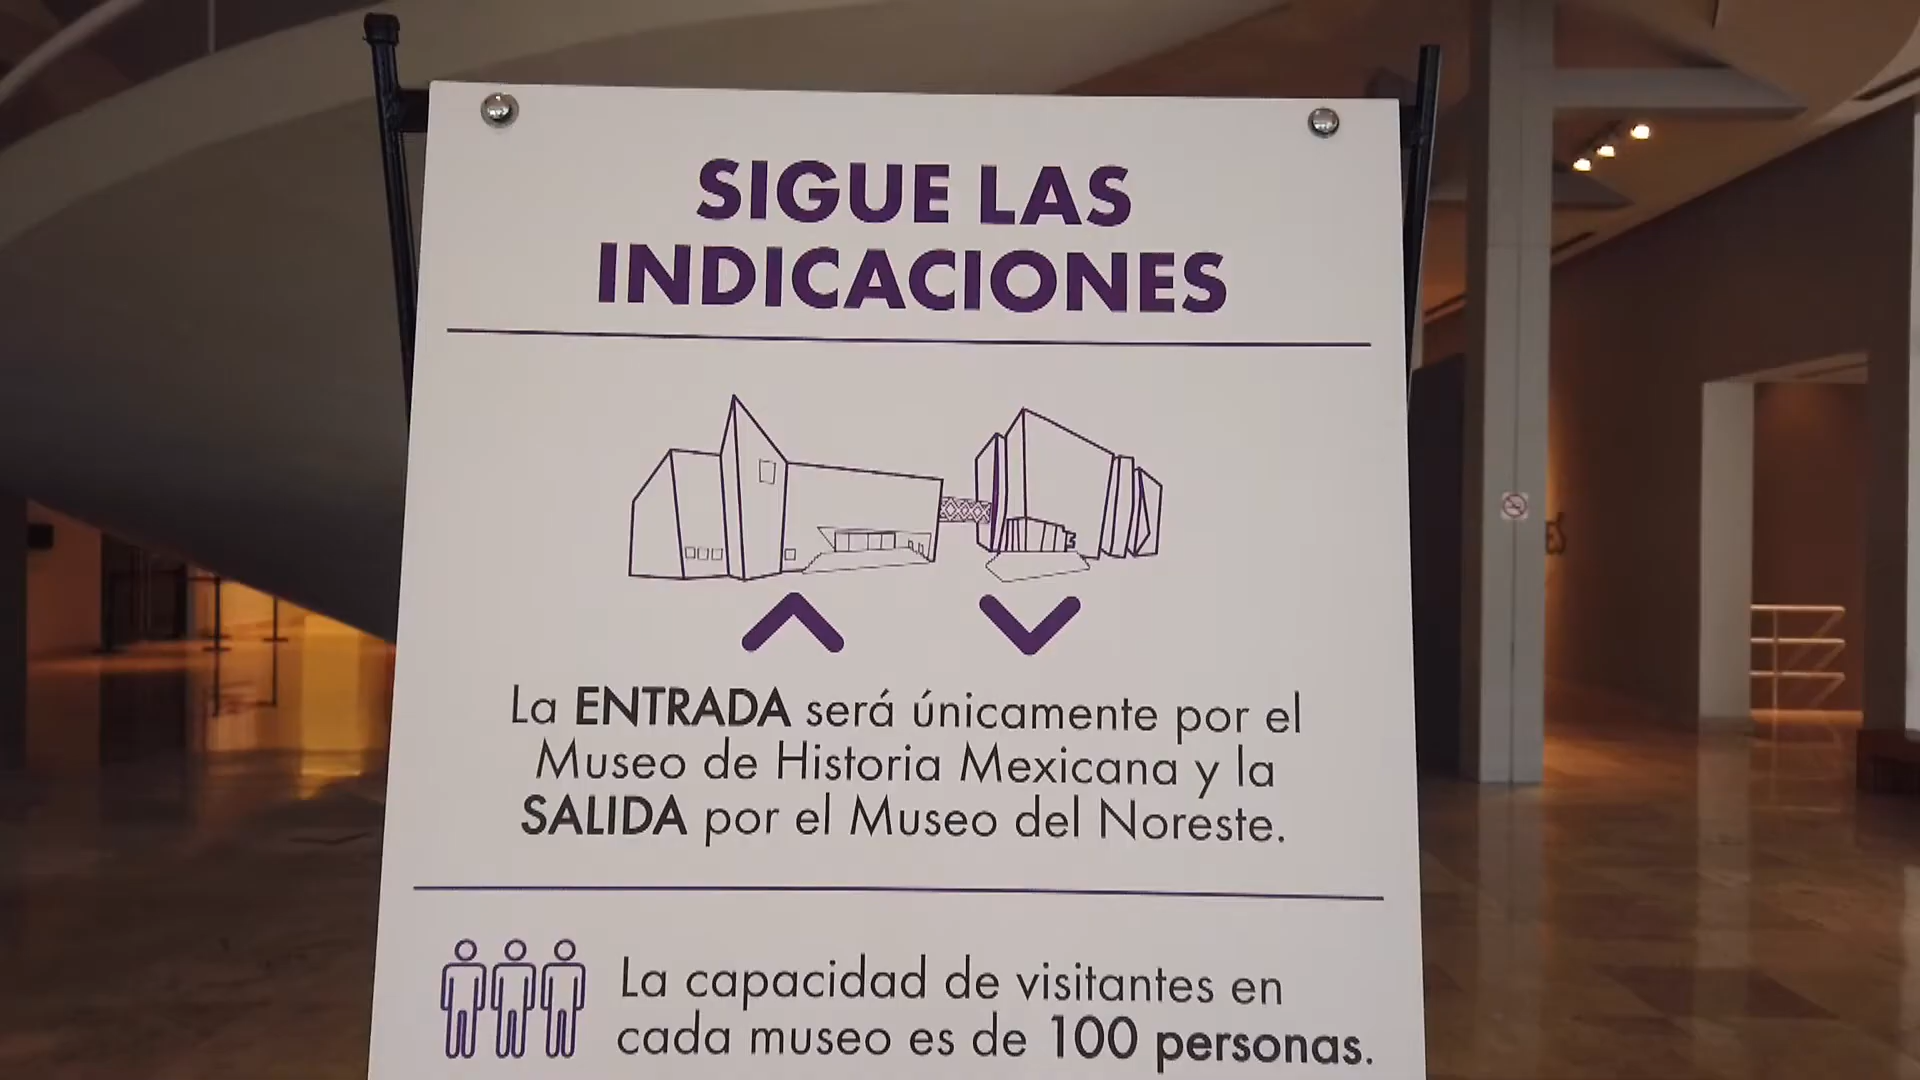 SIGUE LAS
INDICACIONES
La ENTRADA será únicamente por el
Museo de Historia Mexicana y la
SALIDA por el Museo del Noreste.
La capacidad de visitantes en
cada museo es de 100 personas.